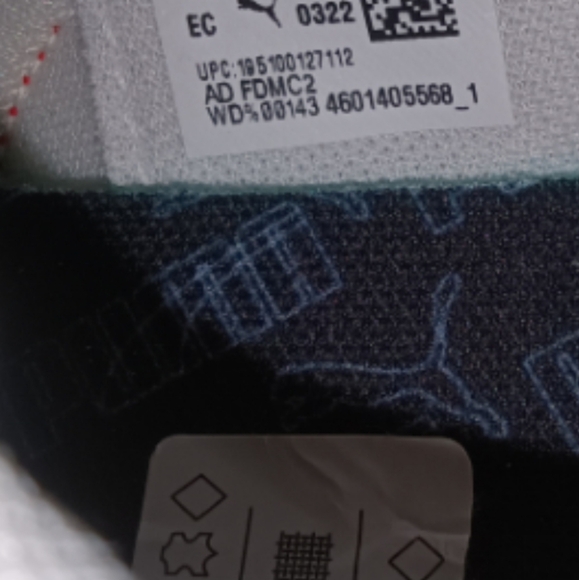 EC 0322
UPC:195100127112
AD FDMC2
WD%00143 4601405568_1